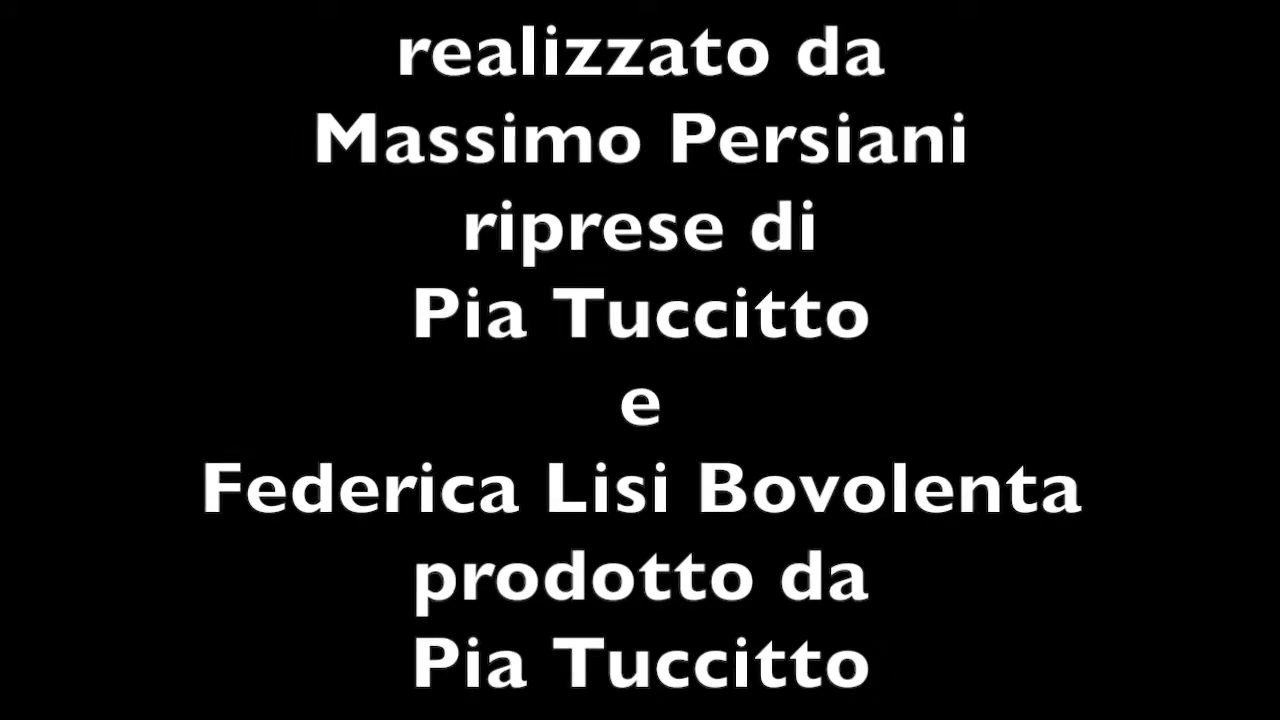 realizzato da
Massimo Persiani
riprese di
Pia Tuccitto
e
Federica Lisi Bovolenta
prodotto da
Pia Tuccitto